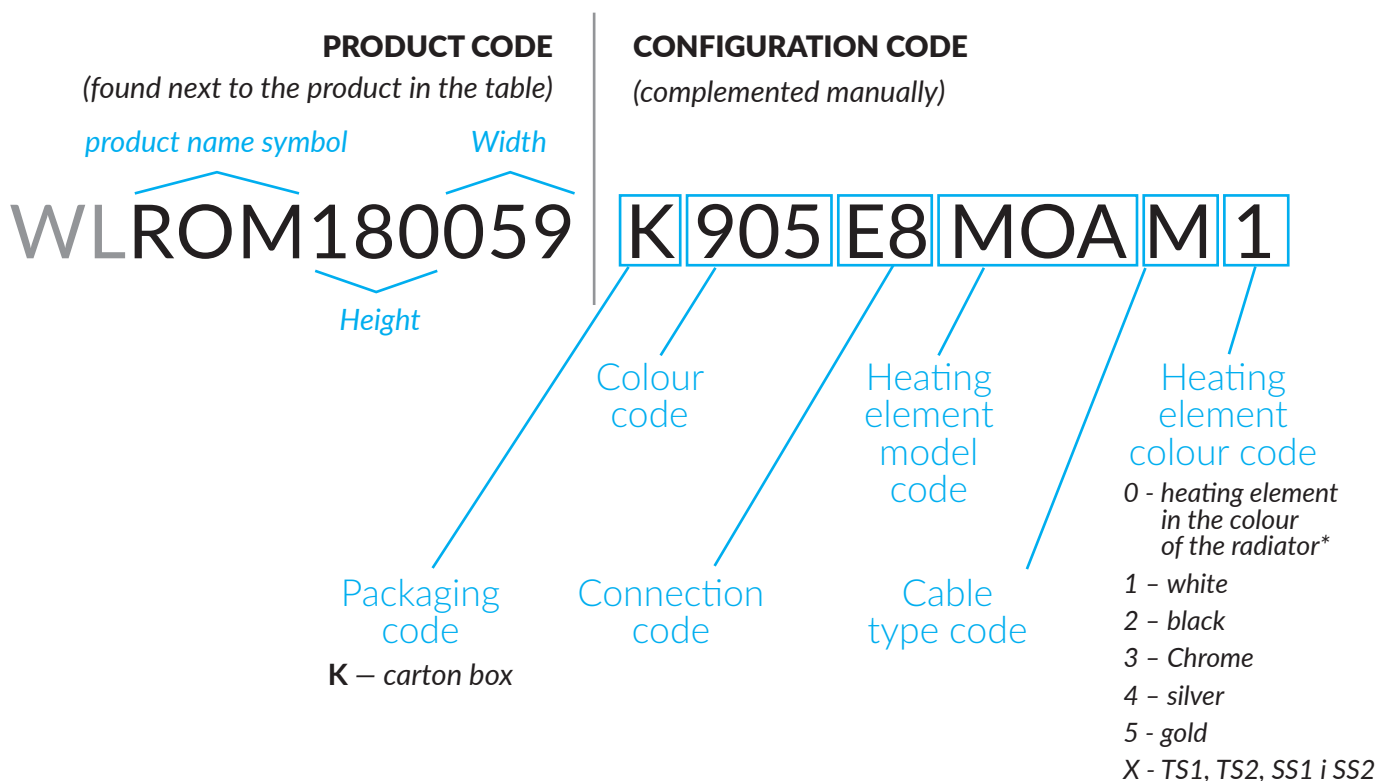 PRODUCT CODE
(found next to the product in the table)
product name symbol
Width
WLROM180059
Height
CONFIGURATION CODE
(complemented manually)
K 905 E8 MOA M 1
Colour
code
Heating
element
model
code
Heating
element
colour code
0 - heating element
in the colour
of the radiator*
1 – white
2 – black
3 – Chrome
4 – silver
5 - gold
X - TS1, TS2, SS1 i SS2
Packaging
code
K — carton box
Connection
code
Cable
type code